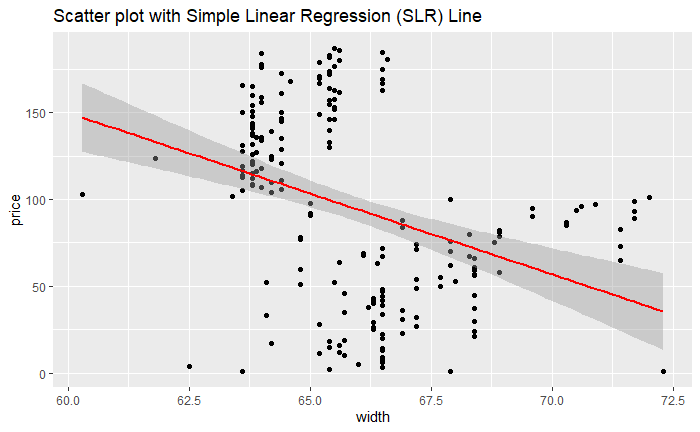 Scatter plot with Simple Linear Regression (SLR) Line
price
150
100
50
0
60.0 62.5 65.0 67.5 70.0 72.5
width